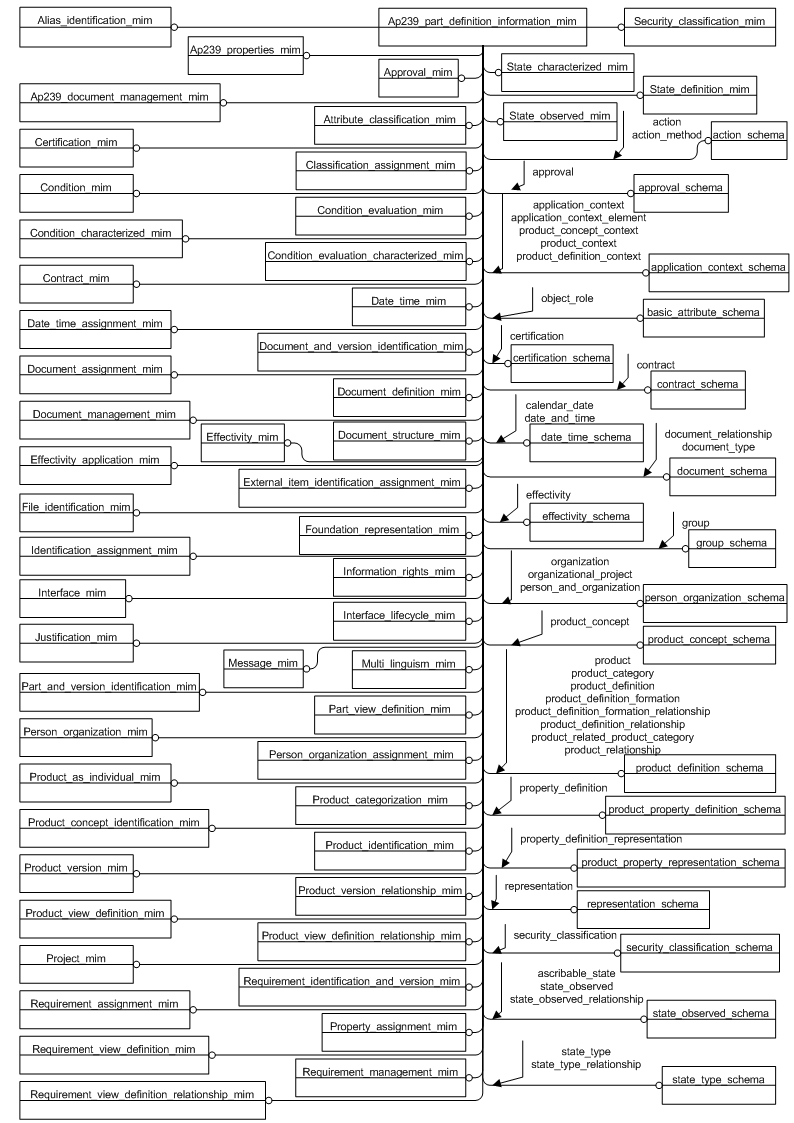 Alias_identification_mim
Ap239_part_definition_information_mim
Security_classification_mim
Ap239_properties_mim
Approval_mim
State_characterized_mim
State_definition_mim
Ap239_document_management_mim
Attribute_classification_mim
State_observed_mim
action
action_method
action_schema
Certification_mim
Classification_assignment_mim
approval
approval_schema
Condition_mim
Condition_evaluation_mim
application_context
application_context_element
product_concept_context
product_context
product_definition_context
application_context_schema
Condition_characterized_mim
Condition_evaluation_characterized_mim
Contract_mim
Date_time_mim
object_role
basic_attribute_schema
Date_time_assignment_mim
Document_and_version_identification_mim
certification
certification_schema
Document_assignment_mim
Document_definition_mim
contract
contract_schema
Document_management_mim
Effectivity_mim
Document_structure_mim
calendar_date
date_and_time
date_time_schema
document_relationship
document_type
document_schema
Effectivity_application_mim
External_item_identification_assignment_mim
effectivity
effectivity_schema
File_identification_mim
Foundation_representation_mim
group
group_schema
Identification_assignment_mim
Information_rights_mim
organization
organizational_project
person_and_organization
person_organization_schema
Interface_mim
Interface_lifecycle_mim
product_concept
product_concept_schema
Justification_mim
Message_mim
Multi_linguism_mim
product
product_category
product_definition
product_definition_formation
product_definition_formation_relationship
product_definition_relationship
product_related_product_category
product_relationship
product_definition_schema
Part_and_version_identification_mim
Part_view_definition_mim
Person_organization_mim
Person_organization_assignment_mim
Product_as_individual_mim
Product_categorization_mim
property_definition
product_property_definition_schema
Product_concept_identification_mim
Product_identification_mim
property_definition_representation
product_property_representation_schema
Product_version_mim
Product_version_relationship_mim
representation
representation_schema
Product_view_definition_mim
Product_view_definition_relationship_mim
security_classification
security_classification_schema
Project_mim
Requirement_identification_and_version_mim
ascribable_state
state_observed
state_observed_relationship
state_observed_schema
Requirement_assignment_mim
Property_assignment_mim
Requirement_view_definition_mim
Requirement_management_mim
state_type
state_type_relationship
state_type_schema
Requirement_view_definition_relationship_mim